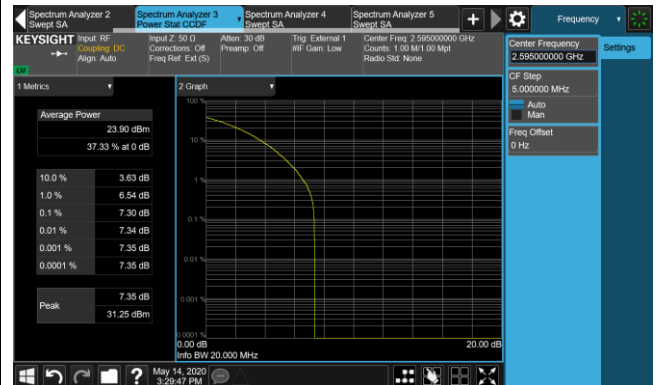 Spectrum Analyzer 2
Swept SA
Spectrum Analyzer 3
Power Stat CCDF
Spectrum Analyzer 4
Swept SA
Spectrum Analyzer 5
Swept SA
Frequency
KEYSIGHT
Input: RF
Coupling: DC
Align: Auto
Input Z: 50 Ω
Corrections: Off
Freq Ref: Ext (S)
Atten: 30 dB
Preamp: Off
Trig: External 1
#IF Gain: Low
Center Freq: 2.595000000 GHz
Counts: 1.00 M/1.00 Mpt
Radio Std: None
Center Frequency
2.595000000 GHz
Settings
CF Step
5.000000 MHz
Auto
Man
Freq Offset
0 Hz
1 Metrics
Average Power
23.90 dBm
37.33 % at 0 dB
10.0 % 3.63 dB
1.0 % 6.54 dB
0.1 % 7.30 dB
0.01 % 7.34 dB
0.001 % 7.35 dB
0.0001 % 7.35 dB
Peak
7.35 dB
31.25 dBm
2 Graph
100 %
10 %
1 %
0.1 %
0.01 %
0.001 %
0.0001 %
0.00 dB
20.00 dB
Info BW 20.000 MHz
May 14, 2020
3:29:47 PM